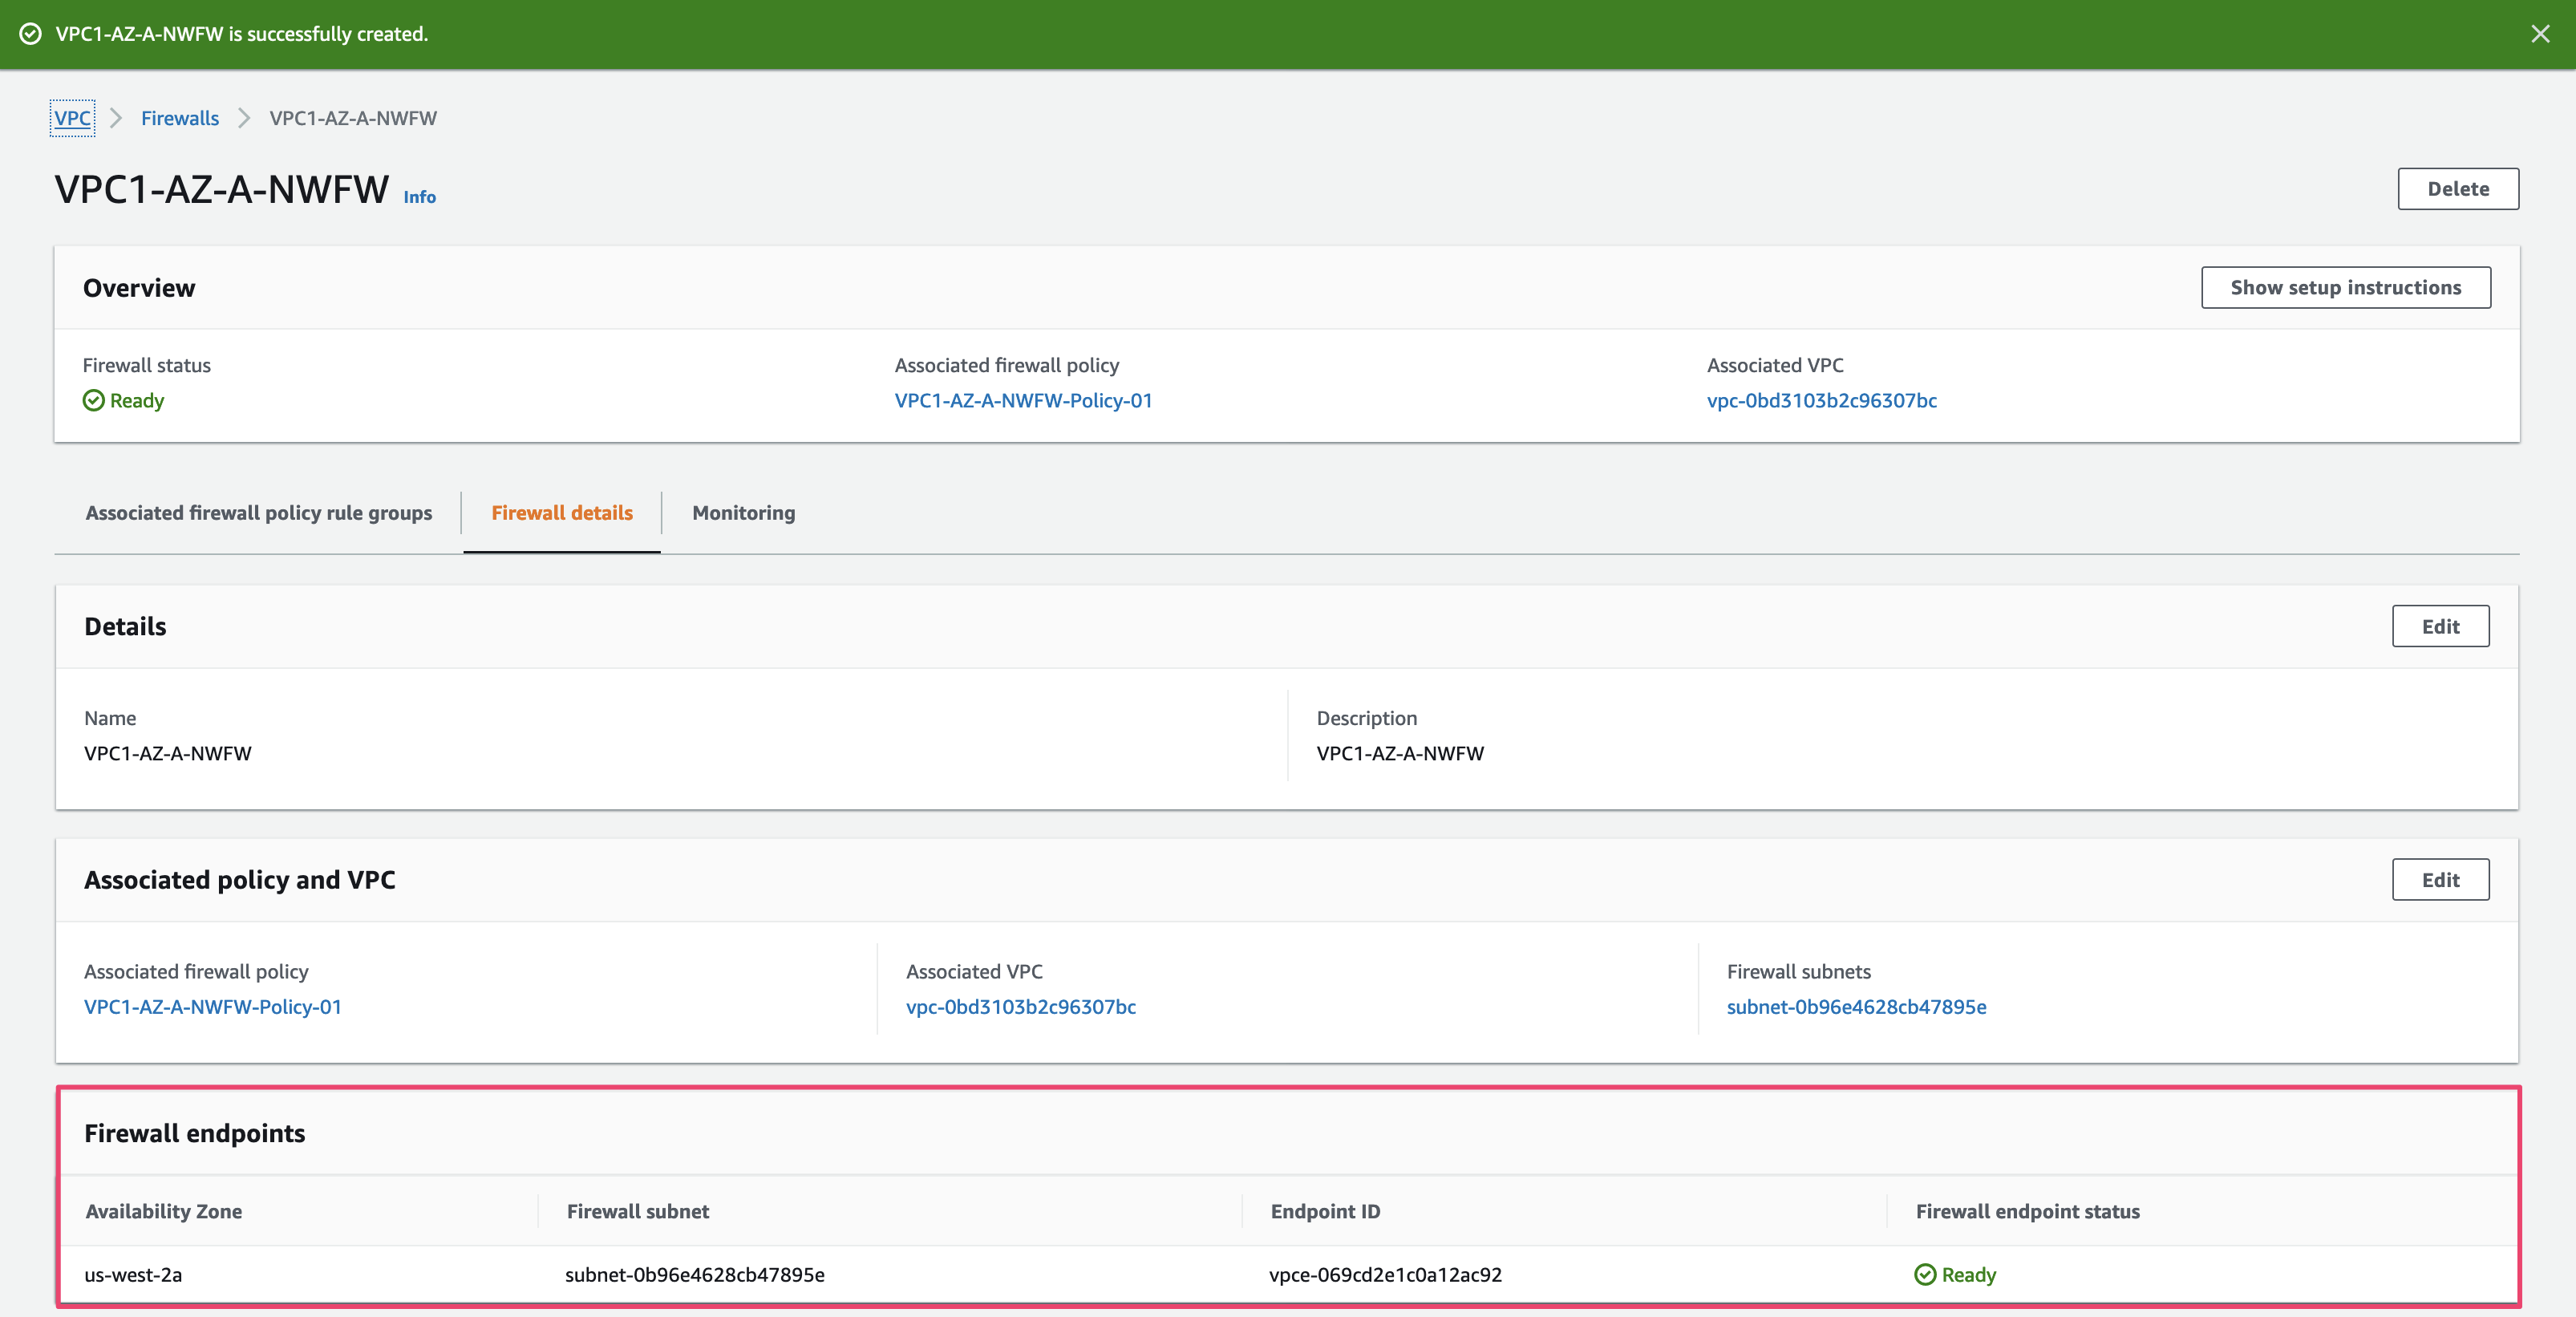 VPC1-AZ-A-NWFW is successfully created.
VPC > Firewalls > VPC1-AZ-A-NWFW
VPC1-AZ-A-NWFW Info
Delete
Overview
Show setup instructions
Firewall status Associated firewall policy Associated VPC
Ready VPC1-AZ-A-NWFW-Policy-01 vpc-0bd3103b2c96307bc
Associated firewall policy rule groups Firewall details Monitoring
Details
Edit
Name Description
VPC1-AZ-A-NWFW VPC1-AZ-A-NWFW
Associated policy and VPC
Edit
Associated firewall policy Associated VPC Firewall subnets
VPC1-AZ-A-NWFW-Policy-01 vpc-0bd3103b2c96307bc subnet-0b96e4628cb47895e
Firewall endpoints
Availability Zone Firewall subnet Endpoint ID Firewall endpoint status
us-west-2a subnet-0b96e4628cb47895e vpce-069cd2e1c0a12ac92 Ready